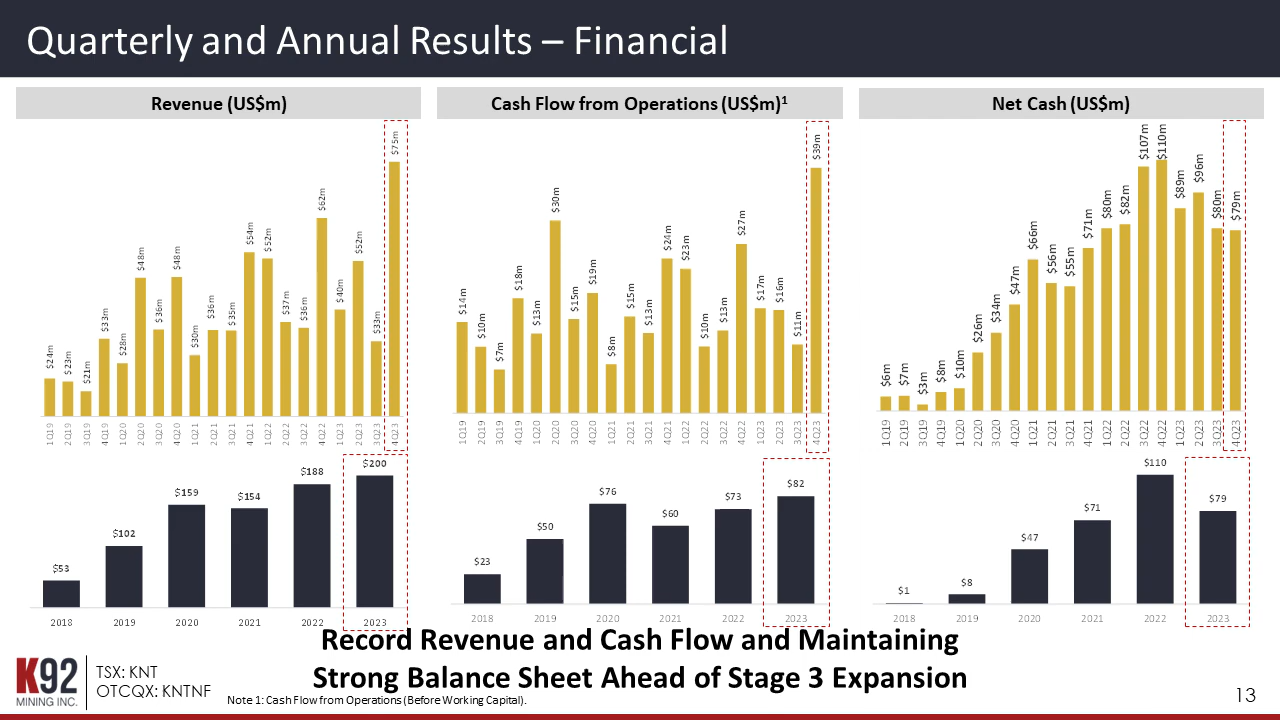 Quarterly and Annual Results – Financial
Revenue (US$m)
$24m $23m $21m $33m $28m $48m $36m $48m $30m $36m $35m $54m $52m $37m $36m $62m $40m $52m $33m $75m
1Q19 2Q19 3Q19 4Q19 1Q20 2Q20 3Q20 4Q20 1Q21 2Q21 3Q21 4Q21 1Q22 2Q22 3Q22 4Q22 1Q23 2Q23 3Q23 4Q23
$53 $102 $159 $154 $188 $200
2018 2019 2020 2021 2022 2023
Cash Flow from Operations (US$m)1
$14m $10m $7m $18m $13m $30m $15m $19m $8m $15m $13m $24m $23m $10m $13m $27m $17m $16m $11m $39m
1Q19 2Q19 3Q19 4Q19 1Q20 2Q20 3Q20 4Q20 1Q21 2Q21 3Q21 4Q21 1Q22 2Q22 3Q22 4Q22 1Q23 2Q23 3Q23 4Q23
$23 $50 $76 $60 $73 $82
2018 2019 2020 2021 2022 2023
Net Cash (US$m)
$6m $7m $3m $8m $10m $26m $34m $47m $66m $56m $55m $71m $80m $82m $107m $110m $89m $96m $80m $79m
1Q19 2Q19 3Q19 4Q19 1Q20 2Q20 3Q20 4Q20 1Q21 2Q21 3Q21 4Q21 1Q22 2Q22 3Q22 4Q22 1Q23 2Q23 3Q23 4Q23
$1 $8 $47 $71 $110 $79
2018 2019 2020 2021 2022 2023
Record Revenue and Cash Flow and Maintaining
Strong Balance Sheet Ahead of Stage 3 Expansion
K92
MINING INC.
TSX: KNT
OTCQX: KNTNF
Note 1: Cash Flow from Operations (Before Working Capital).
13